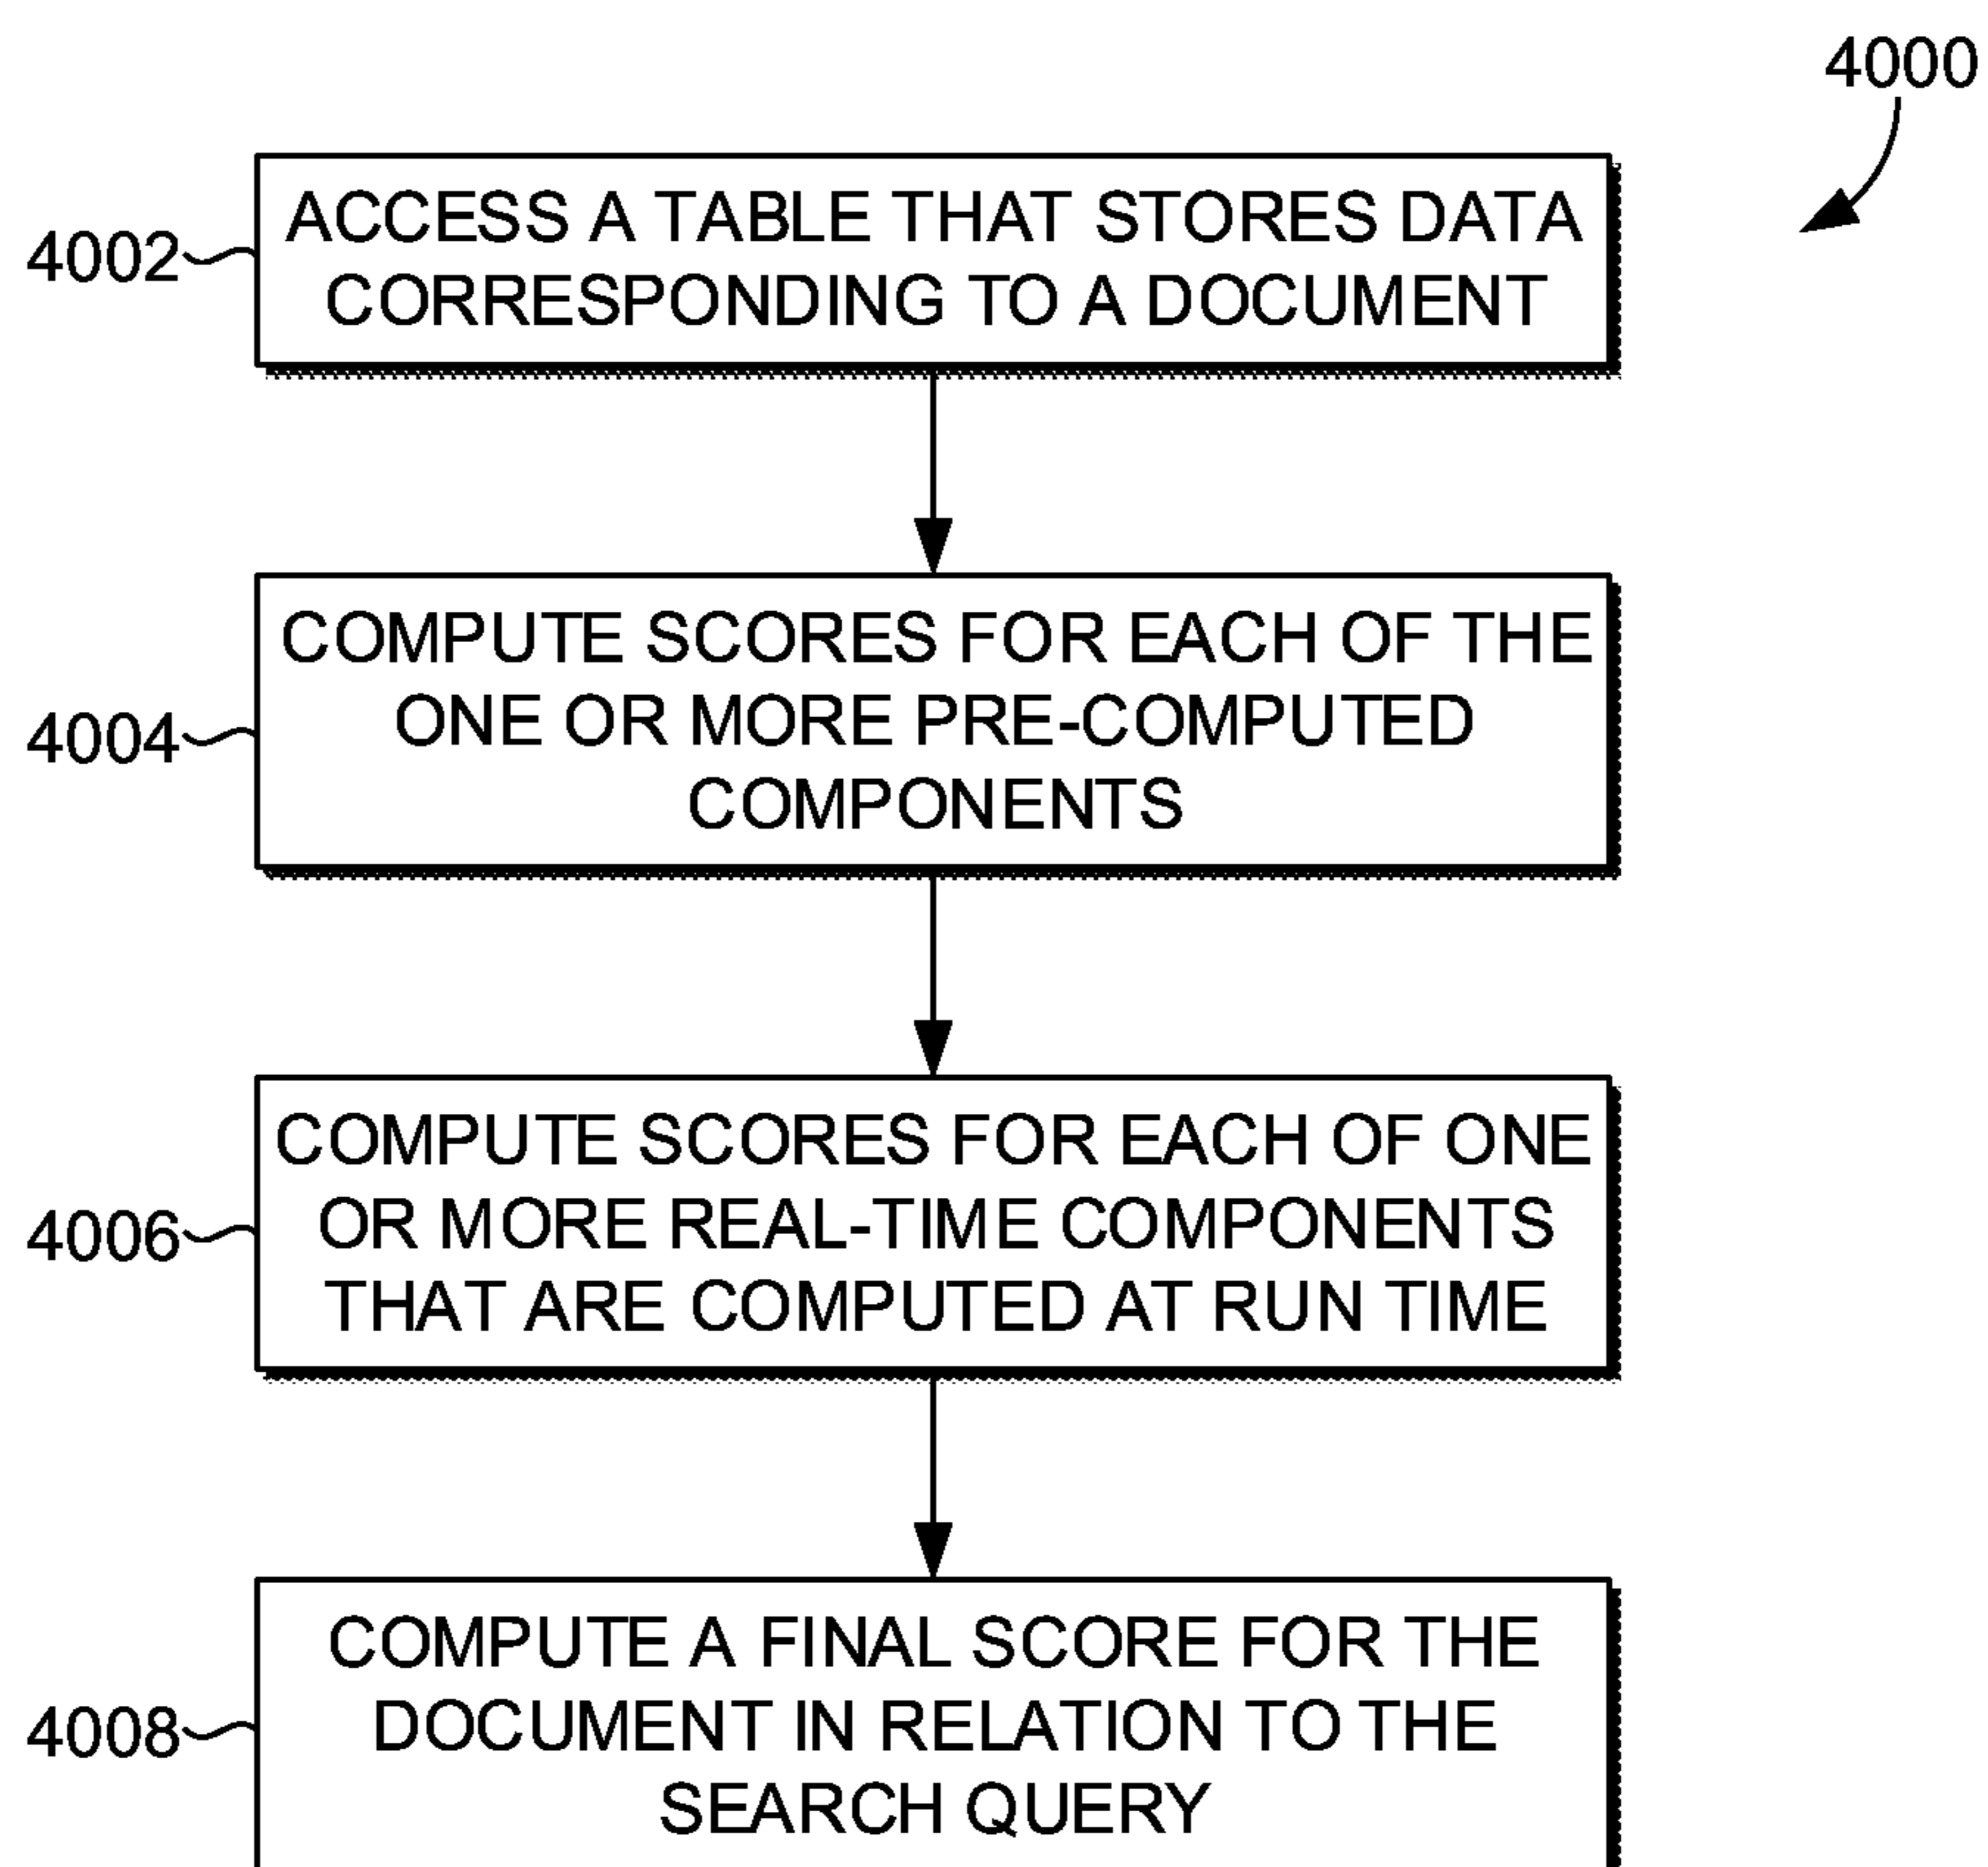 4000
ACCESS A TABLE THAT STORES DATA
CORRESPONDING TO A DOCUMENT
4002
COMPUTE SCORES FOR EACH OF THE
ONE OR MORE PRE-COMPUTED
COMPONENTS
4004
COMPUTE SCORES FOR EACH OF ONE
OR MORE REAL-TIME COMPONENTS
THAT ARE COMPUTED AT RUN TIME
4006
COMPUTE A FINAL SCORE FOR THE
DOCUMENT IN RELATION TO THE
SEARCH QUERY
4008